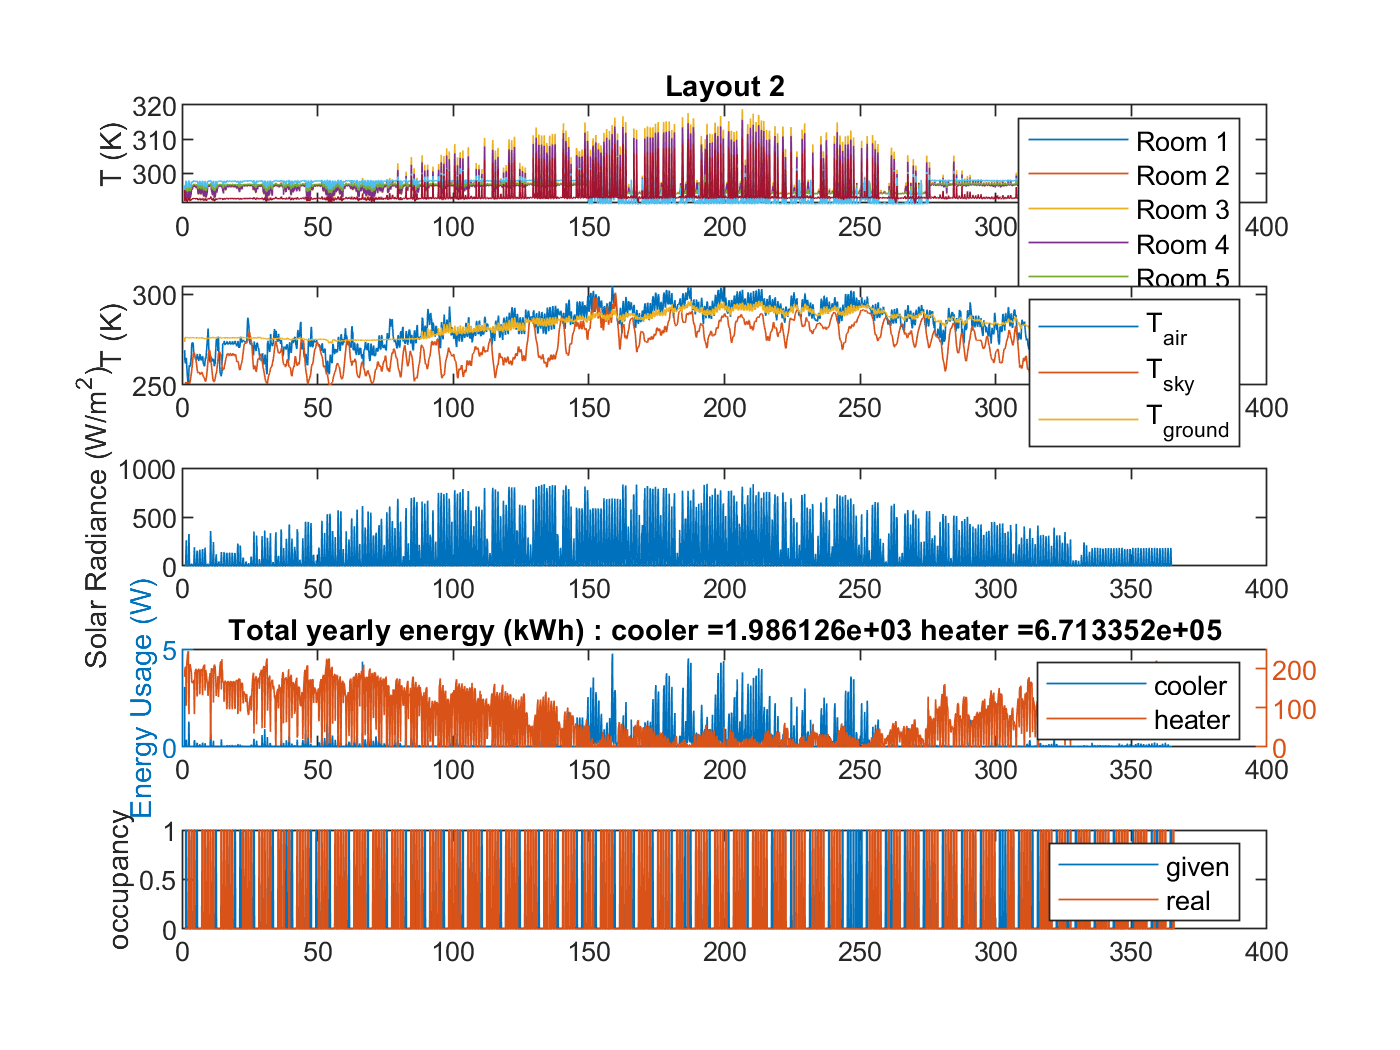 Layout 2
T (K)
320
310
300
0 50 100 150 200 250 300 400
Room 1
Room 2
Room 3
Room 4
Room 5
T (K)
300
250
0 50 100 150 200 250 300 400
T_air
T_sky
T_ground
Solar Radiance (W/m²)
1000
500
0
0 50 100 150 200 250 300 350 400
Total yearly energy (kWh) : cooler =1.986126e+03 heater =6.713352e+05
Energy Usage (W)
5
0
200
100
0
0 50 100 150 200 250 300 350 400
cooler
heater
occupancy
1
0.5
0
0 50 100 150 200 250 300 350 400
given
real